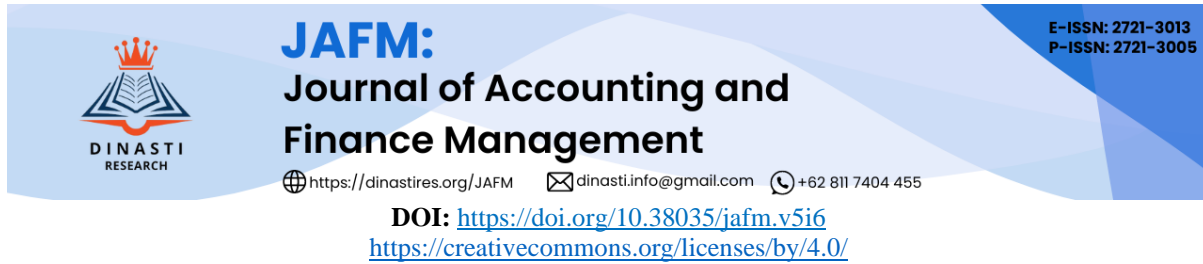 JAFM:
E-ISSN: 2721-3013
P-ISSN: 2721-3005
Journal of Accounting and
Finance Management
DINASTI
RESEARCH
https://dinastires.org/JAFM dinasti.info@gmail.com +62 811 7404 455
DOI: https://doi.org/10.38035/jafm.v5i6
https://creativecommons.org/licenses/by/4.0/